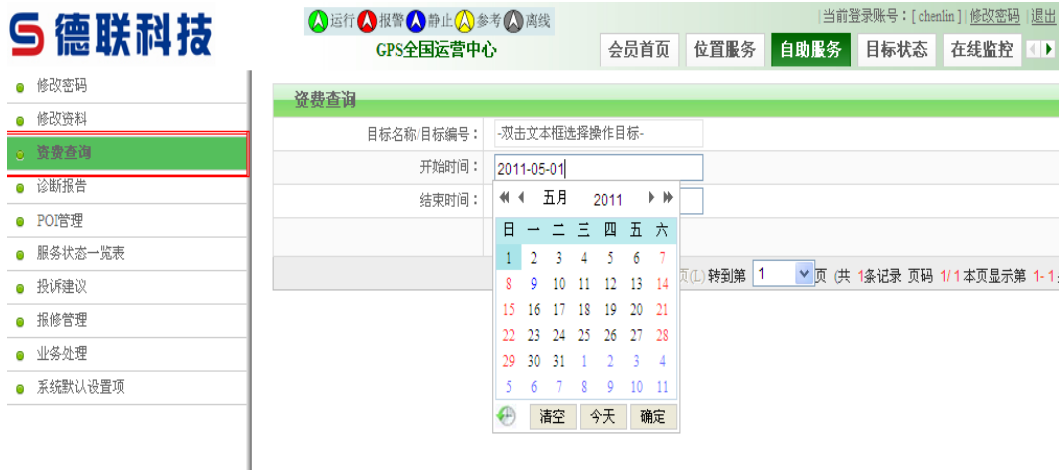 德联科技
运行 报警 静止 参考 离线
GPS全国运营中心
|当前登录账号：[ chenlin ] | 修改密码 | 退出
会员首页 位置服务 自助服务 目标状态 在线监控
修改密码
修改资料
资费查询
诊断报告
POI管理
服务状态一览表
投诉建议
报修管理
业务处理
系统默认设置项
资费查询
目标名称/目标编号： -双击文本框选择操作目标-
开始时间： 2011-05-01
结束时间：
五月 2011
日 一 二 三 四 五 六
1 2 3 4 5 6 7
8 9 10 11 12 13 14
15 16 17 18 19 20 21
22 23 24 25 26 27 28
29 30 31 1 2 3 4
5 6 7 8 9 10 11
清空 今天 确定
页(L) 转到第 1 页 (共 1条记录 页码 1/1 本页显示第 1-1